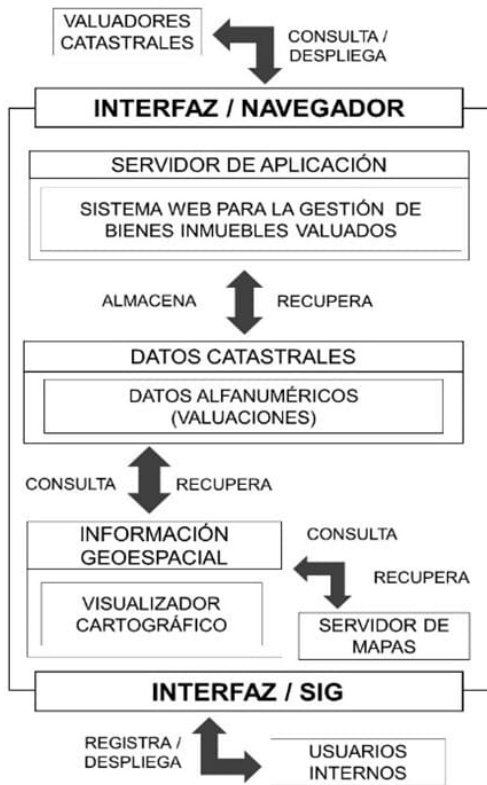 VALUADORES
CATASTRALES
CONSULTA /
DESPLIEGA
INTERFAZ / NAVEGADOR
SERVIDOR DE APLICACIÓN
SISTEMA WEB PARA LA GESTIÓN DE
BIENES INMUEBLES VALUADOS
ALMACENA
RECUPERA
DATOS CATASTRALES
DATOS ALFANUMÉRICOS
(VALUACIONES)
CONSULTA
RECUPERA
INFORMACIÓN
GEOESPACIAL
CONSULTA
RECUPERA
VISUALIZADOR
CARTOGRÁFICO
SERVIDOR DE
MAPAS
INTERFAZ / SIG
REGISTRA /
DESPLIEGA
USUARIOS
INTERNOS